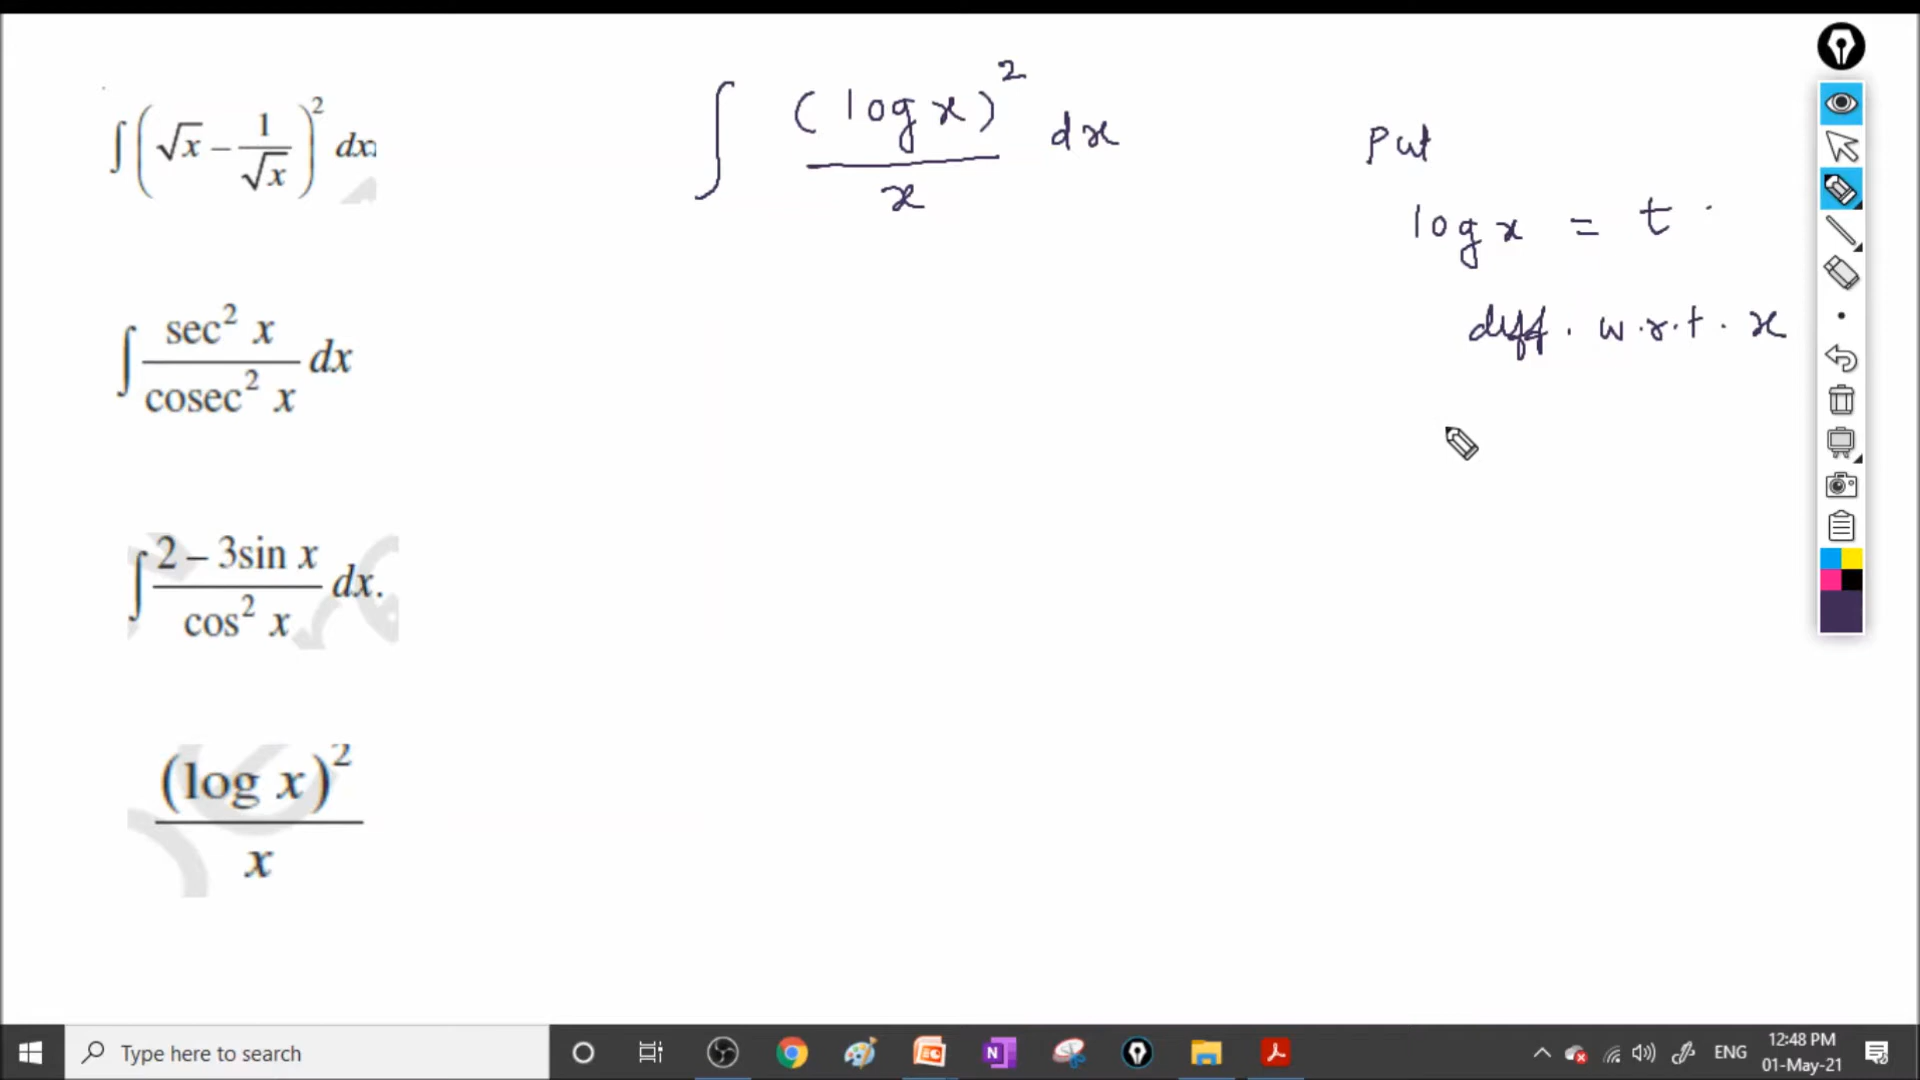 ∫ (√x − 1/√x)² dx
∫ sec² x / cosec² x dx
∫ 2 – 3sin x / cos² x dx.
(log x)² / x
∫ (log x)² / x dx
Put
log x = t .
diff . w.r.t . x
Type here to search
ENG
12:48 PM
01-May-21